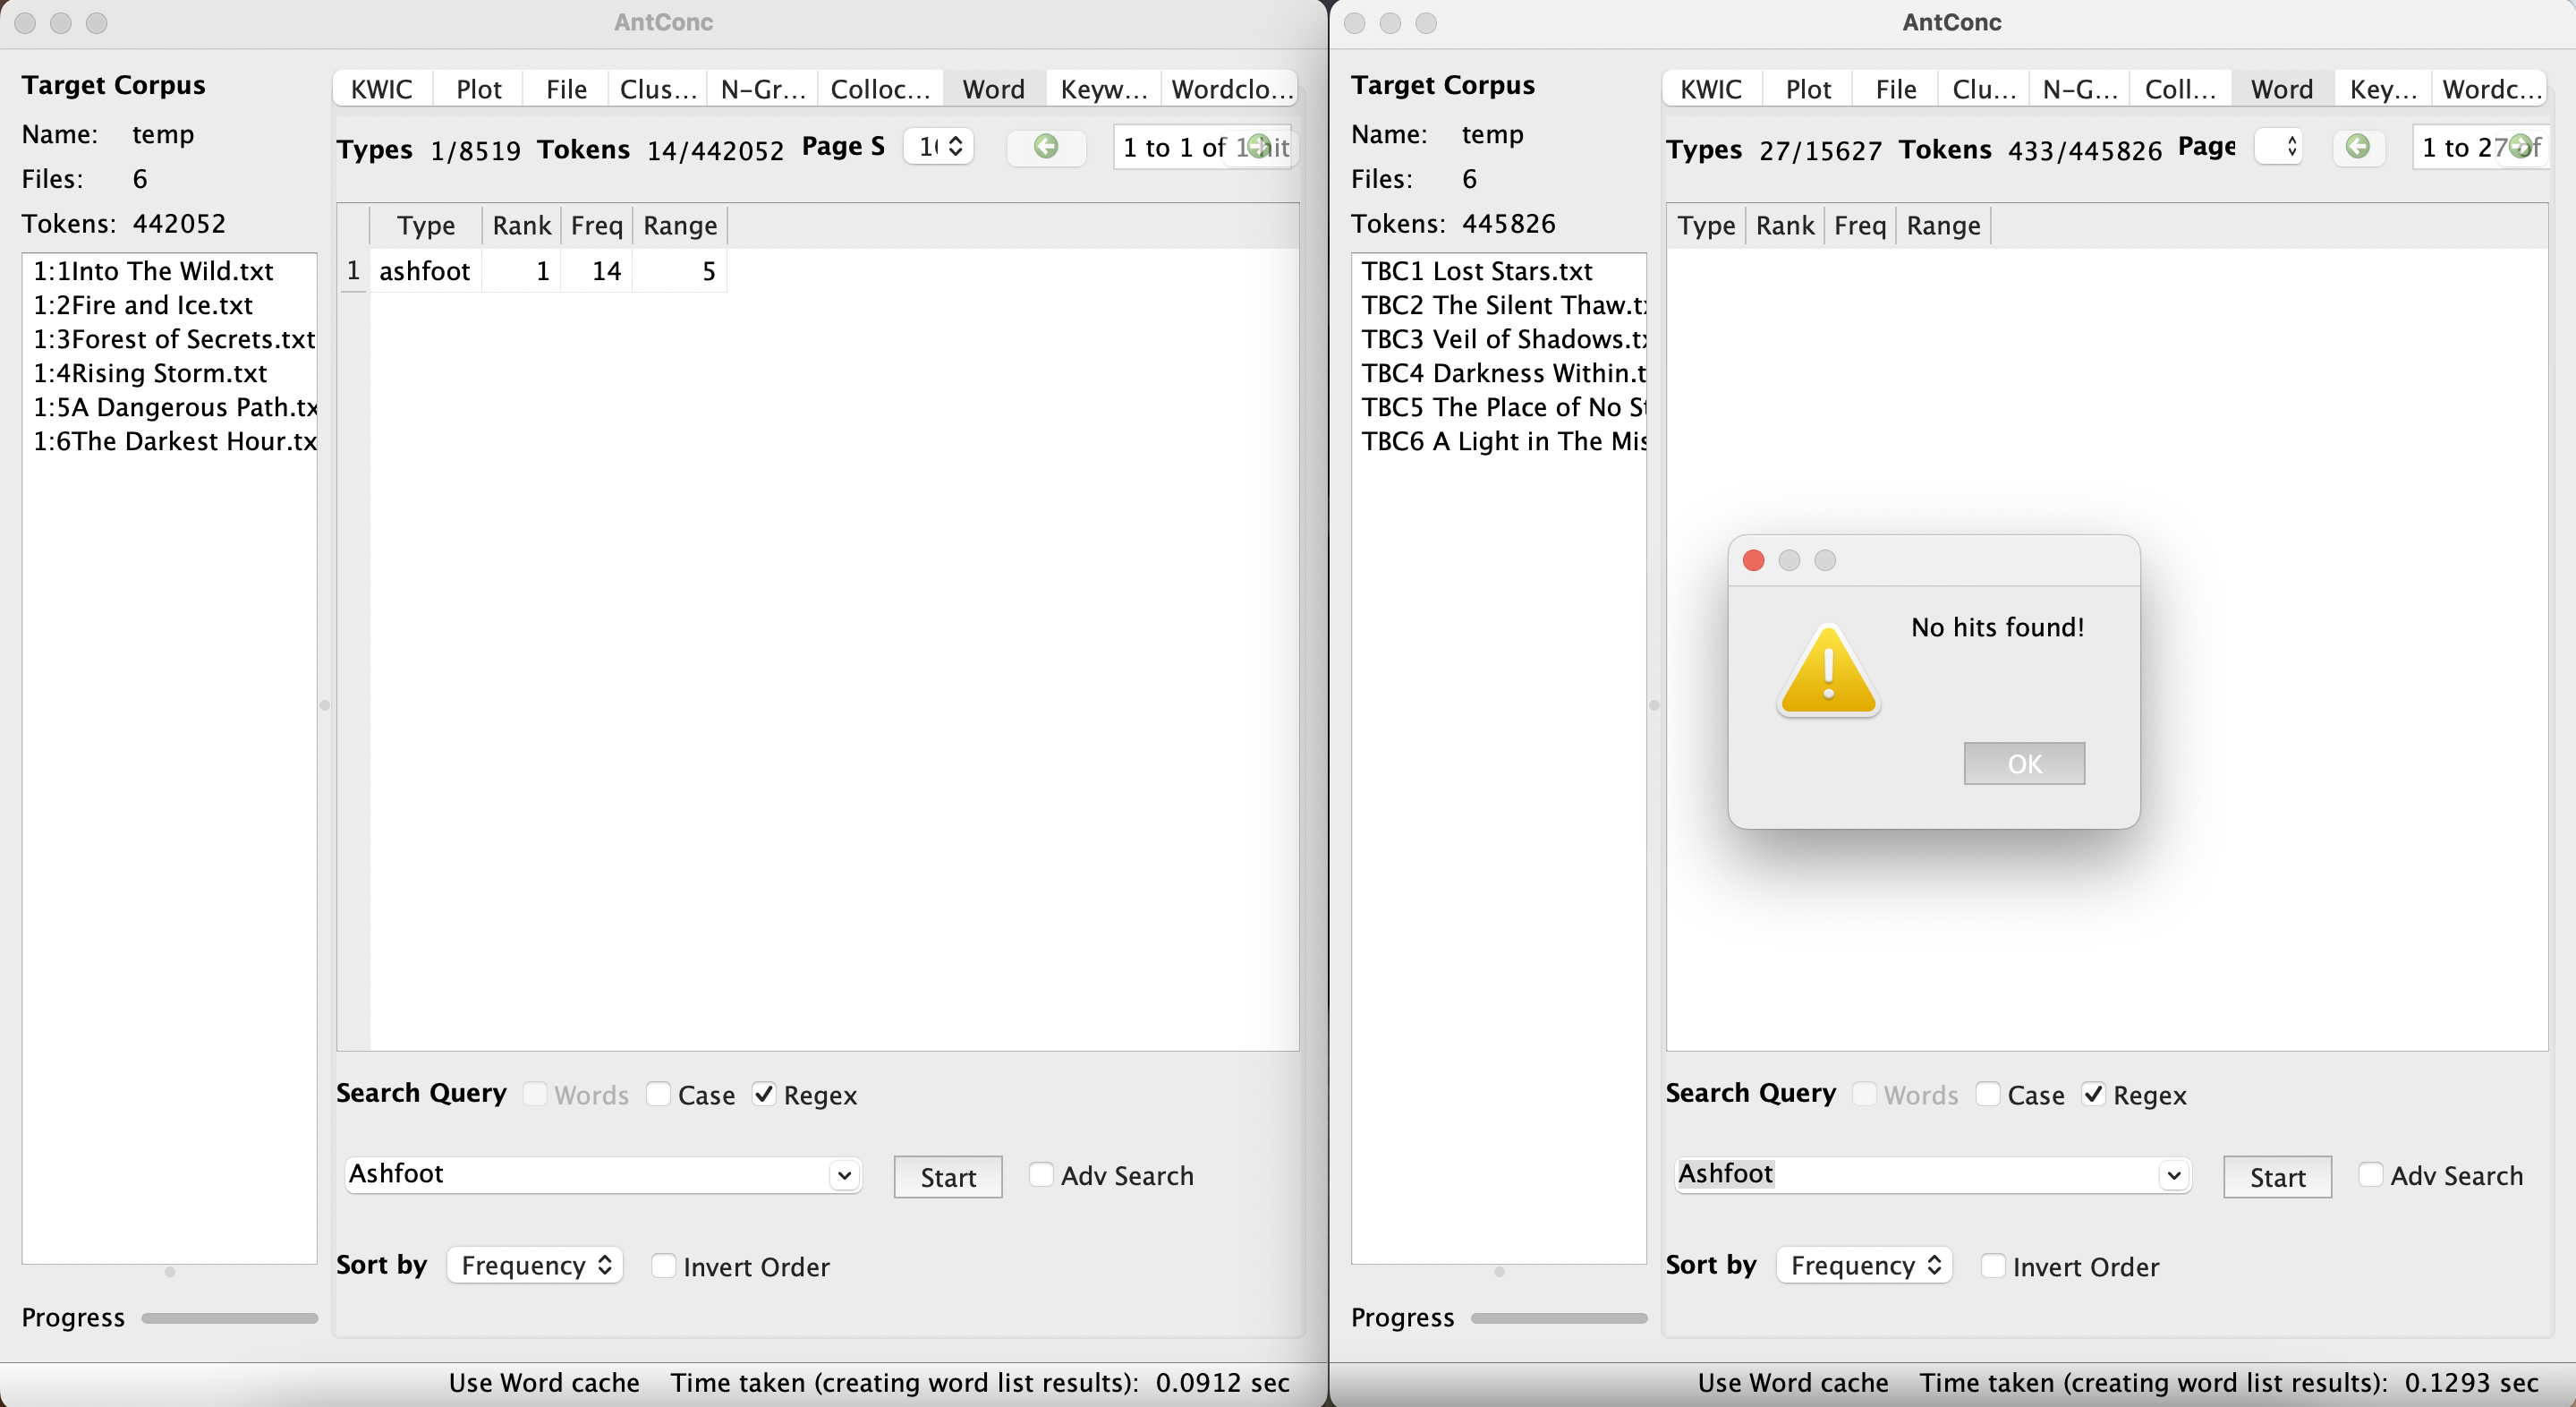 AntConc
Target Corpus
Name: temp
Files: 6
Tokens: 442052
1:1Into The Wild.txt
1:2Fire and Ice.txt
1:3Forest of Secrets.txt
1:4Rising Storm.txt
1:5A Dangerous Path.tx
1:6The Darkest Hour.tx
Progress
KWIC Plot File Clus... N-Gr... Colloc... Word Keyw... Wordclo...
Types 1/8519 Tokens 14/442052 Page S 1 1 to 1 of 1 hit
Type Rank Freq Range
1 ashfoot 1 14 5
Search Query Words Case Regex
Ashfoot Start Adv Search
Sort by Frequency Invert Order
Use Word cache Time taken (creating word list results): 0.0912 sec
AntConc
Target Corpus
Name: temp
Files: 6
Tokens: 445826
TBC1 Lost Stars.txt
TBC2 The Silent Thaw.t
TBC3 Veil of Shadows.t
TBC4 Darkness Within.t
TBC5 The Place of No S
TBC6 A Light in The Mis
Progress
KWIC Plot File Clu... N-G... Coll... Word Key... Wordc...
Types 27/15627 Tokens 433/445826 Page 1 to 27 of
Type Rank Freq Range
No hits found!
OK
Search Query Words Case Regex
Ashfoot Start Adv Search
Sort by Frequency Invert Order
Use Word cache Time taken (creating word list results): 0.1293 sec